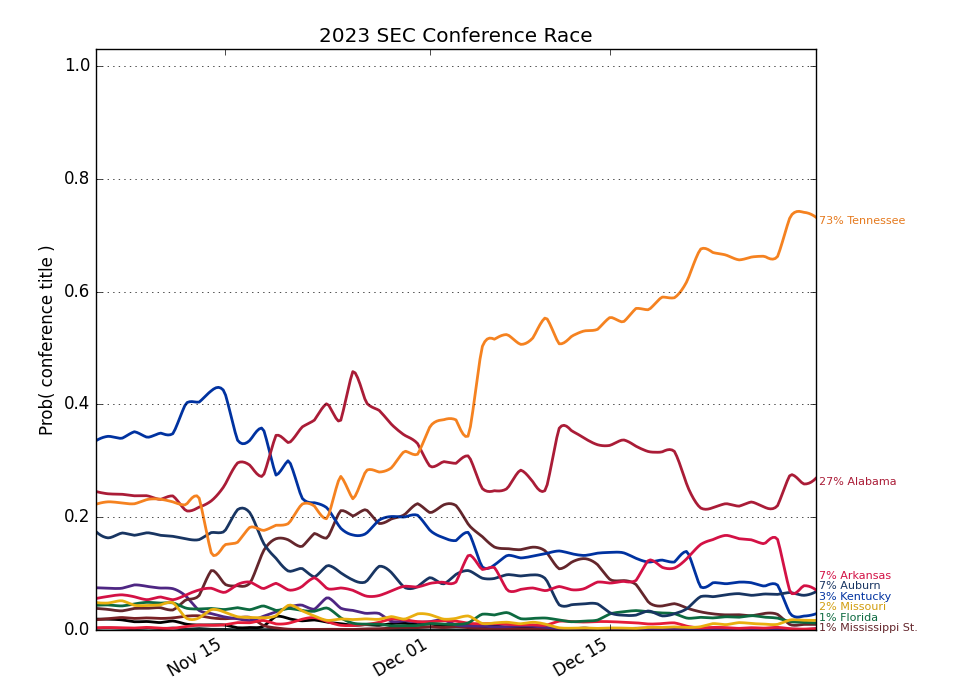 2023 SEC Conference Race
Prob( conference title )
1.0
0.8
0.6
0.4
0.2
0.0
Nov 15
Dec 01
Dec 15
73% Tennessee
27% Alabama
7% Arkansas
7% Auburn
3% Kentucky
2% Missouri
1% Florida
1% Mississippi St.